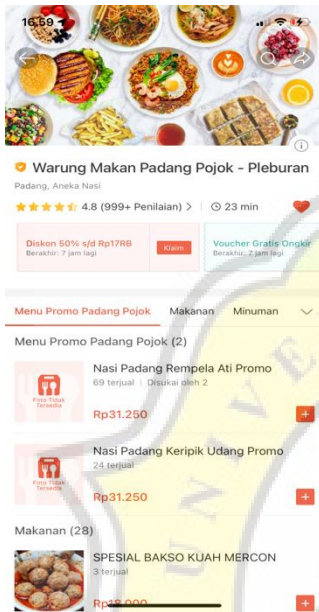 16.59
Warung Makan Padang Pojok - Pleburan
Padang, Aneka Nasi
4.8 (999+ Penilaian) > 23 min
Diskon 50% s/d Rp17RB
Berakhir: 7 jam lagi
Klaim
Voucher Gratis Ongkir
Berakhir: 7 jam lagi
Menu Promo Padang Pojok Makanan Minuman
Menu Promo Padang Pojok (2)
Foto Tidak
Tersedia
Nasi Padang Rempela Ati Promo
69 terjual | Disukai oleh 2
Rp31.250
Foto Tidak
Tersedia
Nasi Padang Keripik Udang Promo
24 terjual
Rp31.250
Makanan (28)
SPESIAL BAKSO KUAH MERCON
3 terjual
Rp18.000
UNIVE